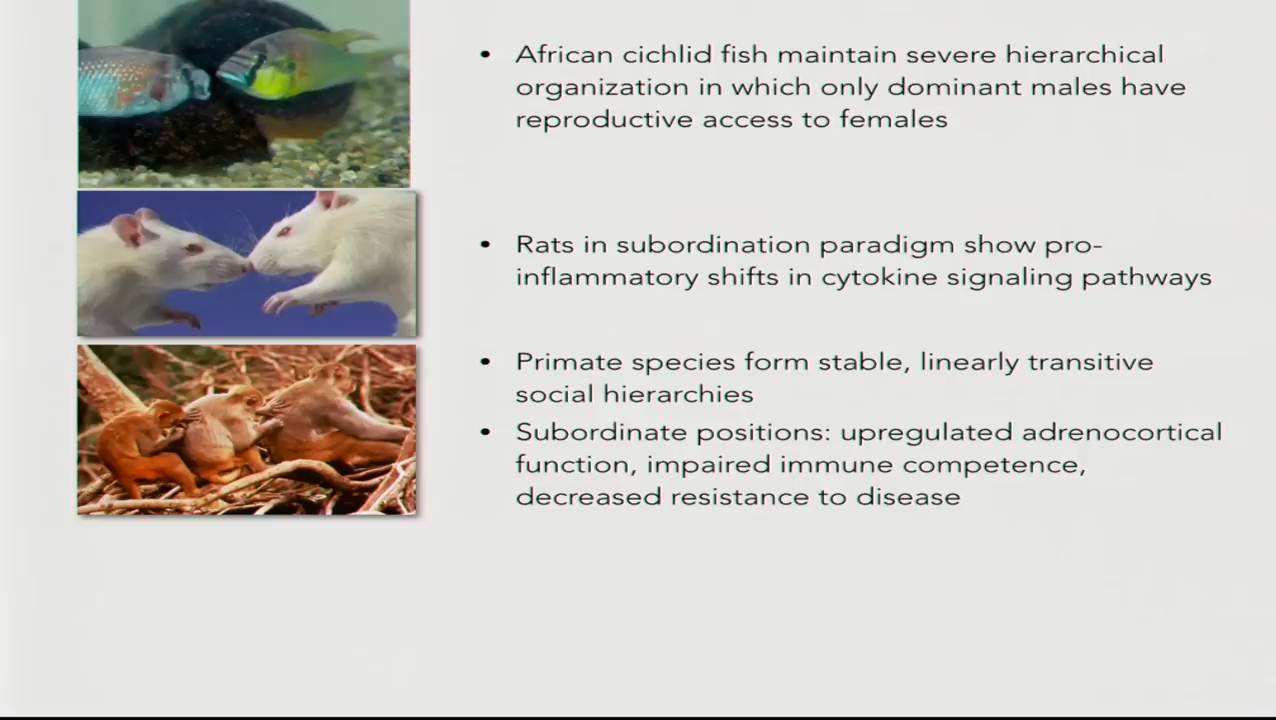 • African cichlid fish maintain severe hierarchical
organization in which only dominant males have
reproductive access to females
• Rats in subordination paradigm show pro-
inflammatory shifts in cytokine signaling pathways
• Primate species form stable, linearly transitive
social hierarchies
• Subordinate positions: upregulated adrenocortical
function, impaired immune competence,
decreased resistance to disease